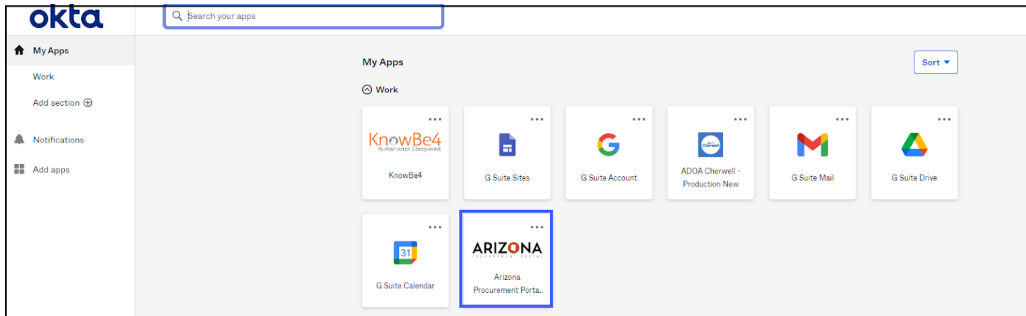 okta
Search your apps
My Apps
Work
Add section
Notifications
Add apps
My Apps
Sort
Work
KnowBe4
Human error. Conquered.
KnowBe4
G Suite Sites
G Suite Account
Cherwell
ADOA Cherwell -
Production New
G Suite Mail
G Suite Drive
31
G Suite Calendar
ARIZONA
PROCUREMENT PORTAL
Arizona
Procurement Porta...